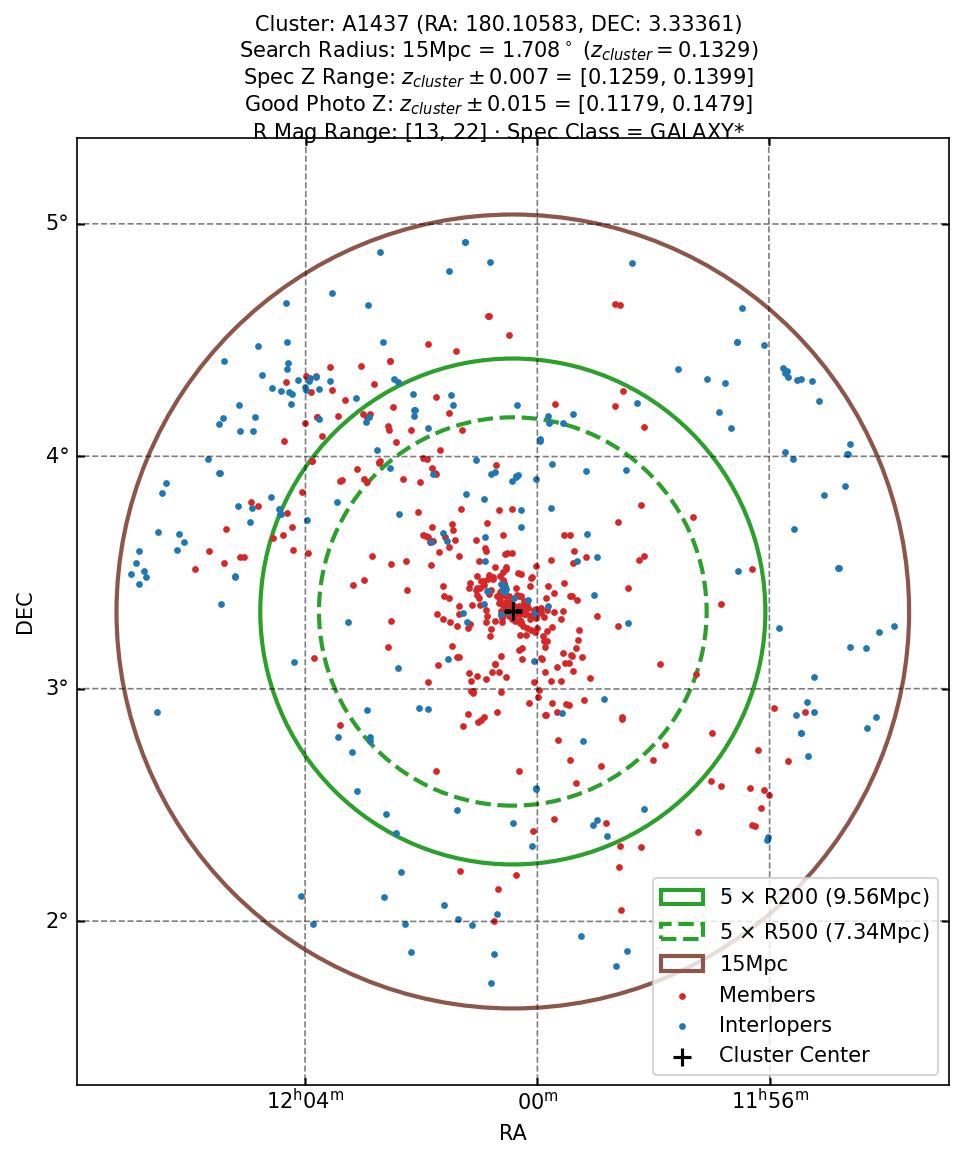 Cluster: A1437 (RA: 180.10583, DEC: 3.33361)
Search Radius: 15Mpc = 1.708° (z_cluster = 0.1329)
Spec Z Range: z_cluster ± 0.007 = [0.1259, 0.1399]
Good Photo Z: z_cluster ± 0.015 = [0.1179, 0.1479]
R Mag Range: [13, 22] · Spec Class = GALAXY*
5°
4°
DEC
3°
2°
5 × R200 (9.56Mpc)
5 × R500 (7.34Mpc)
15Mpc
Members
Interlopers
Cluster Center
12ʰ04ᵐ 00ᵐ 11ʰ56ᵐ
RA